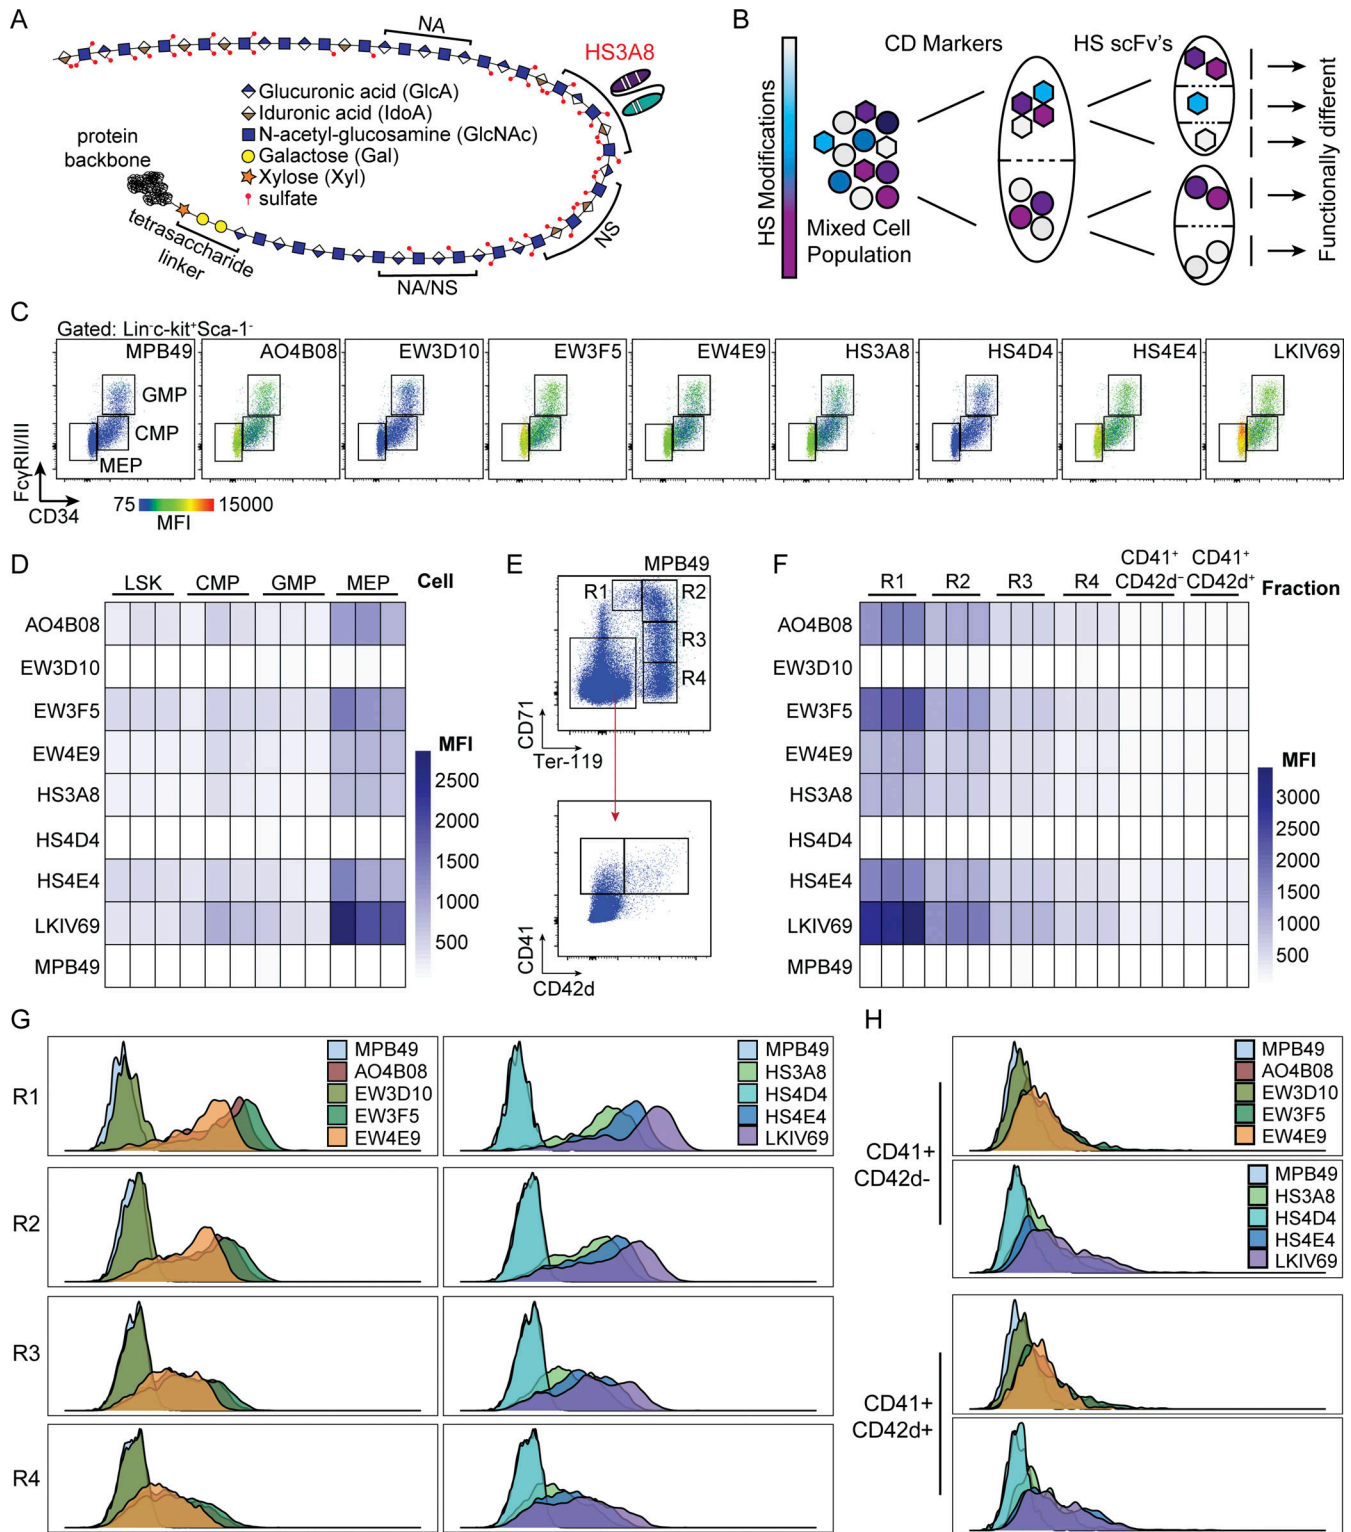 A
NA
HS3A8
Glucuronic acid (GlcA)
Iduronic acid (IdoA)
N-acetyl-glucosamine (GlcNAc)
Galactose (Gal)
Xylose (Xyl)
sulfate
protein
backbone
tetrasaccharide
linker
NA/NS
NS
B
HS Modifications
Mixed Cell
Population
CD Markers
HS scFv's
Functionally different
C
Gated: Lin-c-kit+Sca-1-
MPB49
AO4B08
EW3D10
EW3F5
EW4E9
HS3A8
HS4D4
HS4E4
LKIV69
GMP
CMP
MEP
FcγRII/III
CD34
75
15000
MFI
D
LSK
CMP
GMP
MEP
Cell
AO4B08
EW3D10
EW3F5
EW4E9
HS3A8
HS4D4
HS4E4
LKIV69
MPB49
MFI
2500
2000
1500
1000
500
E
MPB49
R1
R2
R3
R4
CD71
Ter-119
CD41
CD42d
F
R1
R2
R3
R4
CD41+
CD42d-
CD41+
CD42d+
Fraction
AO4B08
EW3D10
EW3F5
EW4E9
HS3A8
HS4D4
HS4E4
LKIV69
MPB49
MFI
3000
2500
2000
1500
1000
500
G
R1
MPB49
AO4B08
EW3D10
EW3F5
EW4E9
MPB49
HS3A8
HS4D4
HS4E4
LKIV69
R2
R3
R4
H
CD41+
CD42d-
MPB49
AO4B08
EW3D10
EW3F5
EW4E9
MPB49
HS3A8
HS4D4
HS4E4
LKIV69
CD41+
CD42d+